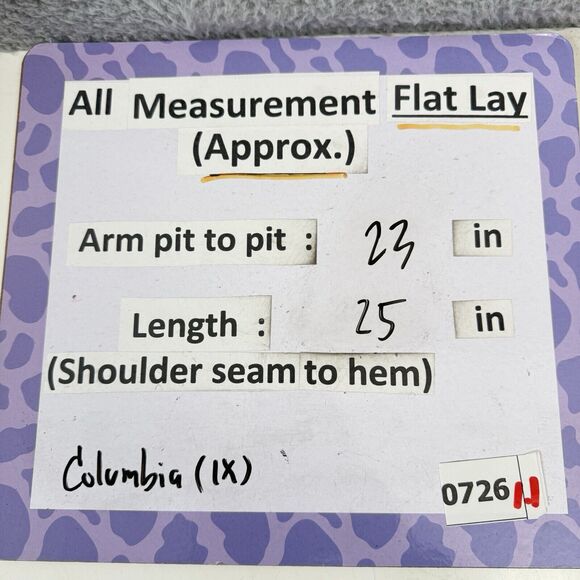 All Measurement Flat Lay
(Approx.)
Arm pit to pit : 23 in
Length : 25 in
(Shoulder seam to hem)
Columbia (1X)
0726 N